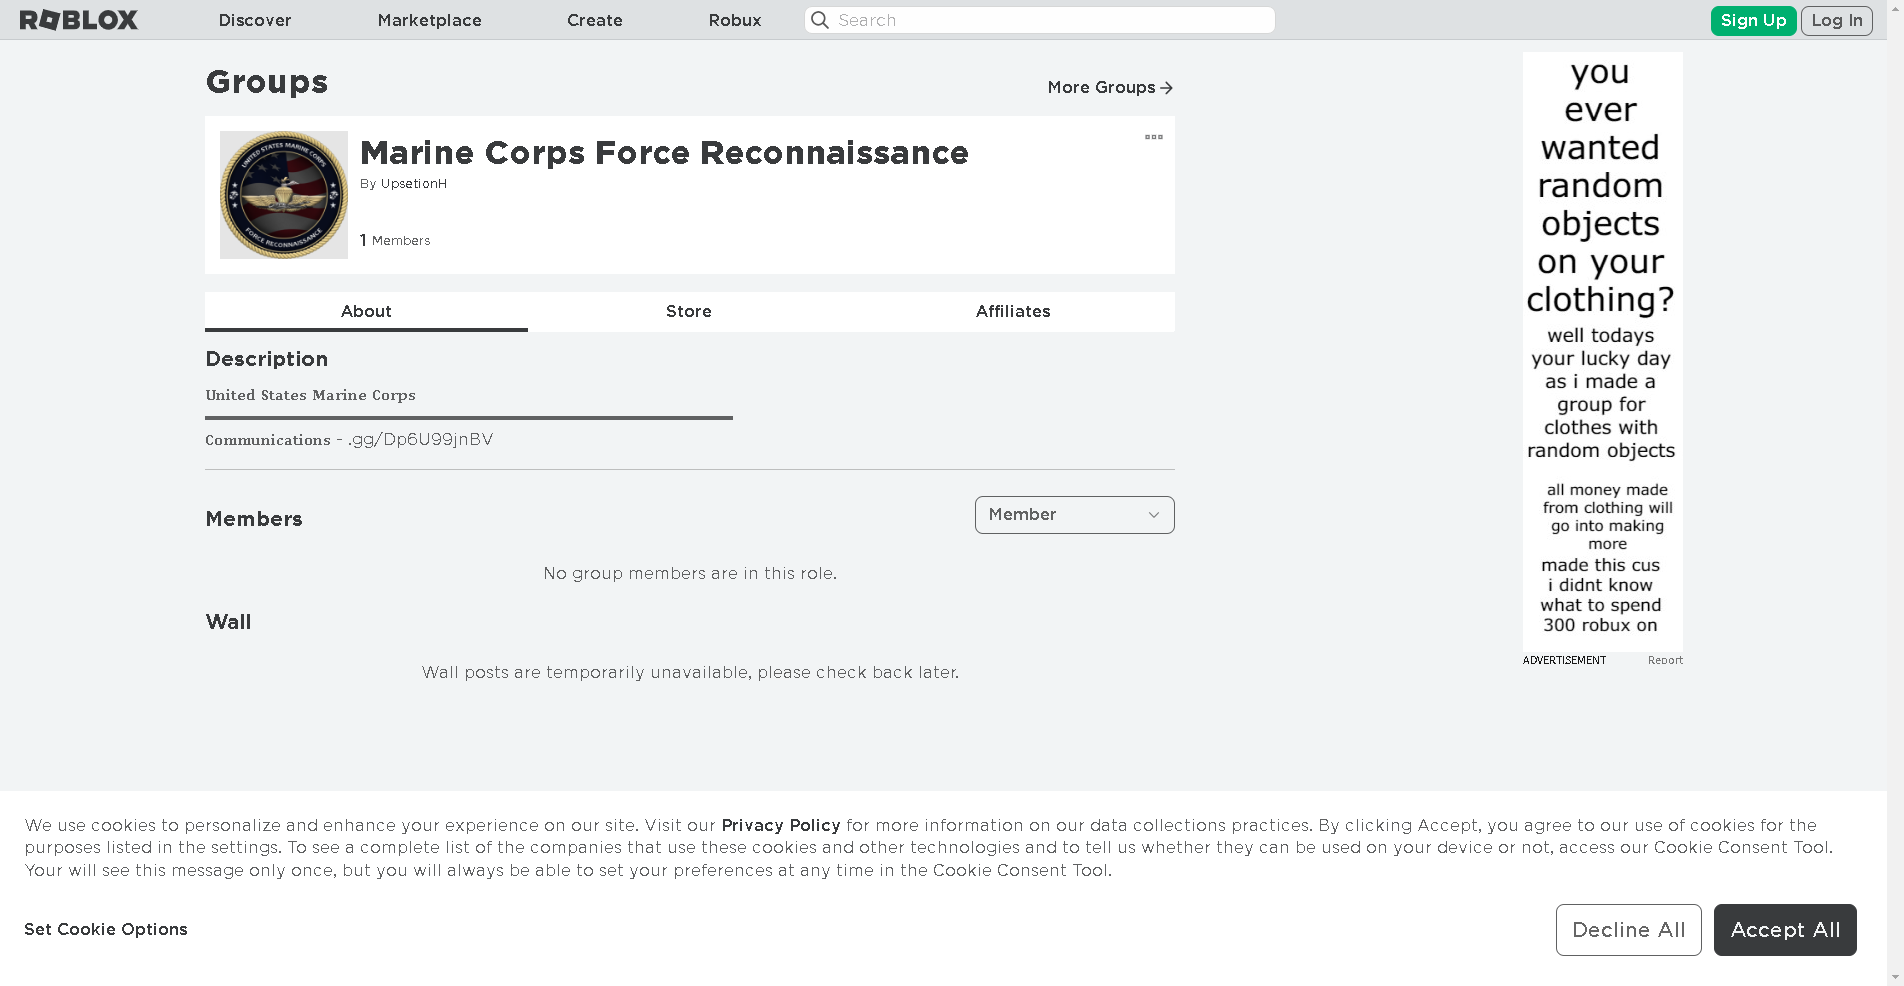 ROBLOX Discover Marketplace Create Robux Search Sign Up Log In
Groups
More Groups
UNITED STATES MARINE CORPS
FORCE RECONNAISSANCE
Marine Corps Force Reconnaissance
By UpsetionH
1 Members
About Store Affiliates
Description
United States Marine Corps
Communications - .gg/Dp6U99jnBV
Members
Member
No group members are in this role.
Wall
Wall posts are temporarily unavailable, please check back later.
you
ever
wanted
random
objects
on your
clothing?
well todays
your lucky day
as i made a
group for
clothes with
random objects
all money made
from clothing will
go into making
more
made this cus
i didnt know
what to spend
300 robux on
ADVERTISEMENT Report
We use cookies to personalize and enhance your experience on our site. Visit our Privacy Policy for more information on our data collections practices. By clicking Accept, you agree to our use of cookies for the
purposes listed in the settings. To see a complete list of the companies that use these cookies and other technologies and to tell us whether they can be used on your device or not, access our Cookie Consent Tool.
Your will see this message only once, but you will always be able to set your preferences at any time in the Cookie Consent Tool.
Set Cookie Options
Decline All
Accept All